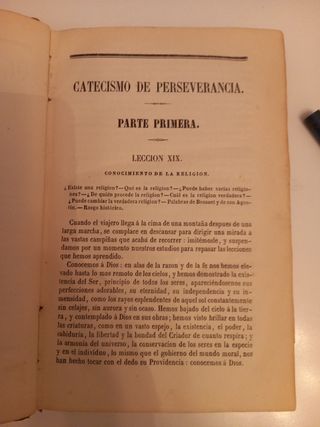 CATECISMO DE PERSEVERANCIA.
PARTE PRIMERA.
LECCION XIX.
CONOCIMIENTO DE LA RELIGION.
¿Existe una religion?—Qué es la religion?—¿Puede haber varias religio-
nes?—¿De quién procede la religion?—¿Cuál es la religion verdadera?—
¿Puede cambiar la verdadera religion?—Palabras de Bossuet y de san Agus-
tin.—Rasgo histórico.
Cuando el viajero llega á la cima de una montaña despues de una
larga marcha, se complace en descansar para dirigir una mirada á
las vastas campiñas que acaba de recorrer: imitémosle, y suspen-
damos por un momento nuestros estudios para repasar las lecciones
que hemos aprendido.
Conocemos á Dios: en alas de la razon y de la fe nos hemos ele-
vado hasta lo mas remoto de los cielos, y hemos demostrado la exis-
tencia del Ser, principio de todos los seres, apareciéndosenos sus
perfecciones adorables, su eternidad, su independencia y su in-
mensidad, como los rayos esplendentes de aquel sol constantemente
sin celajes, sin aurora y sin ocaso. Hemos bajado del cielo á la tier-
ra, y contemplado á Dios en sus obras; hemos visto brillar en todas
las criaturas, como en un vasto espejo, la existencia, el poder, la
sabiduría, la libertad y la bondad del Criador de cuanto respira; y
la armonía del universo, la conservacion de los seres en la especie
y en el individuo, lo mismo que el gobierno del mundo moral, nos
han hecho tocar con el dedo su Providencia: conocemos á Dios.